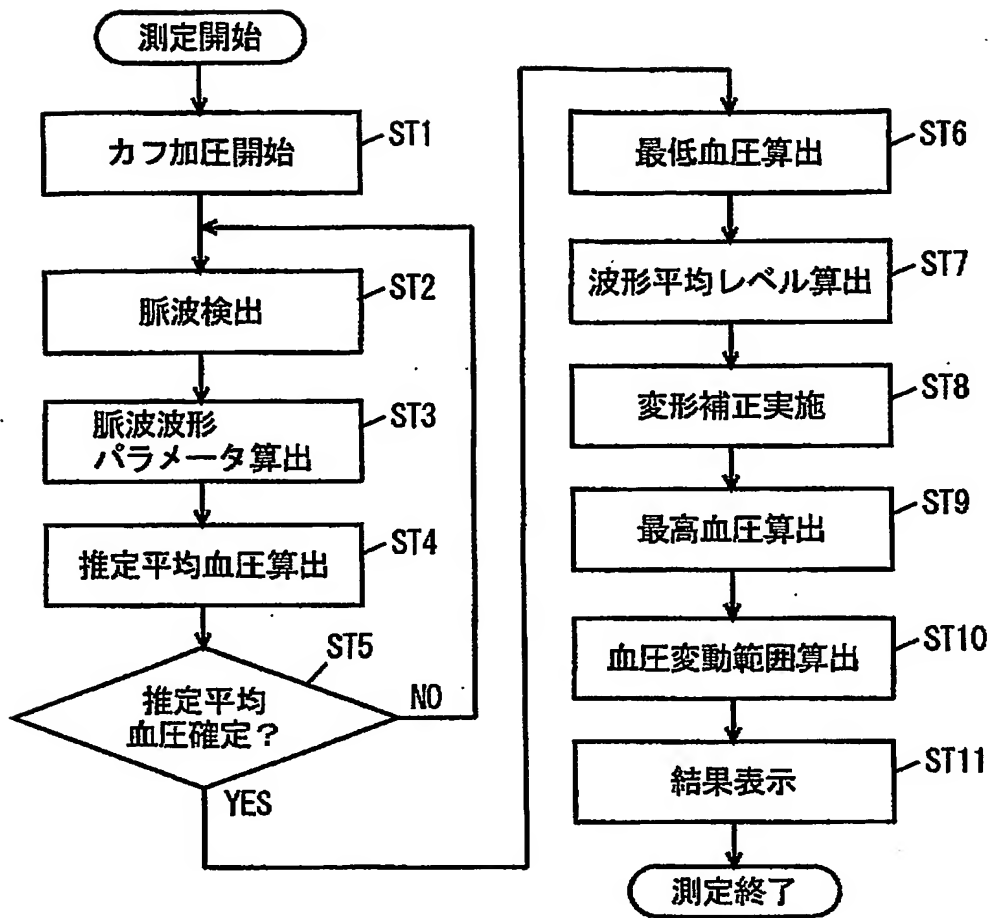 測定開始
カフ加圧開始
ST1
脈波検出
ST2
脈波波形
パラメータ算出
ST3
推定平均血圧算出
ST4
推定平均
血圧確定?
ST5
NO
YES
最低血圧算出
ST6
波形平均レベル算出
ST7
変形補正実施
ST8
最高血圧算出
ST9
血圧変動範囲算出
ST10
結果表示
ST11
測定終了